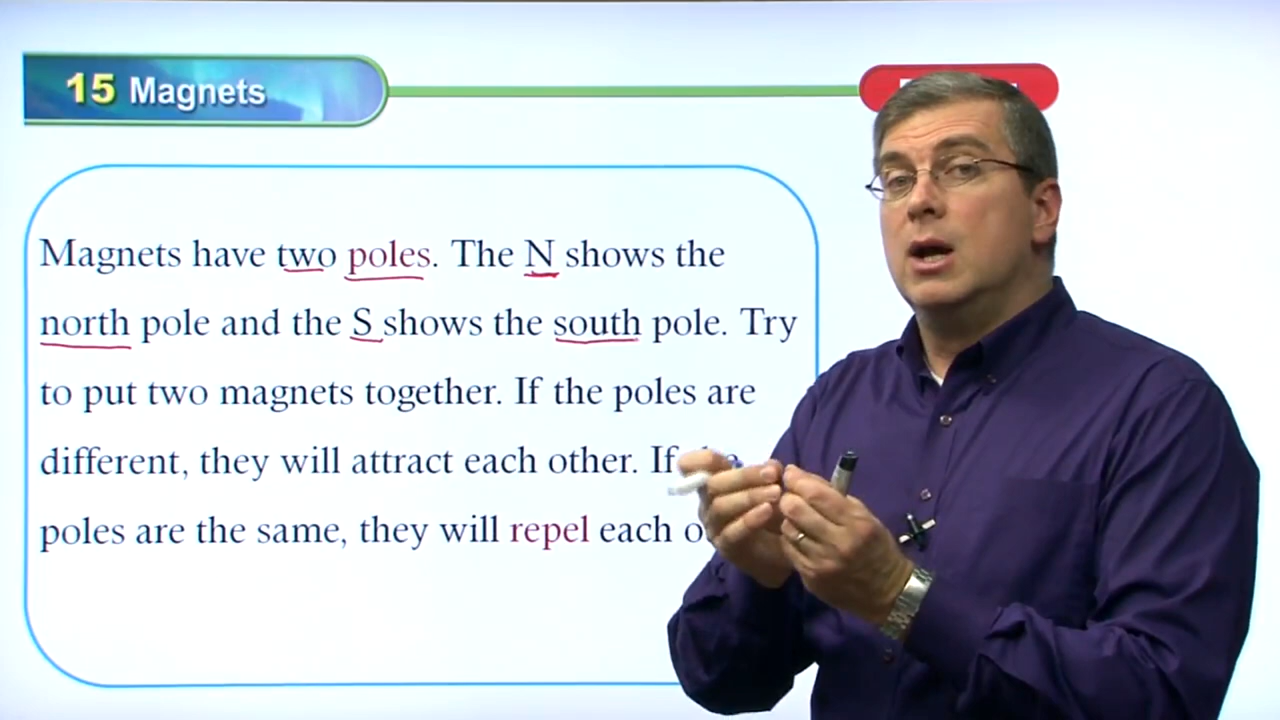 15 Magnets
Magnets have two poles. The N shows the
north pole and the S shows the south pole. Try
to put two magnets together. If the poles are
different, they will attract each other. If
poles are the same, they will repel each